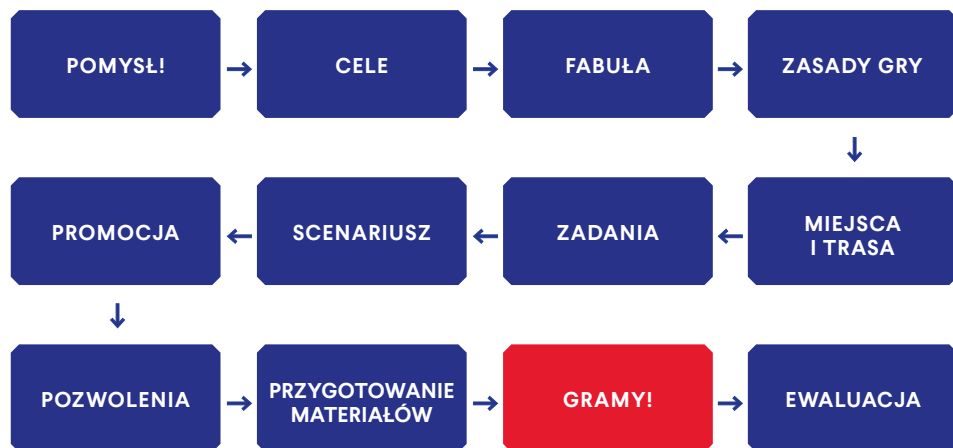 POMYSŁ!
CELE
FABUŁA
ZASADY GRY
MIEJSCA
I TRASA
ZADANIA
SCENARIUSZ
PROMOCJA
POZWOLENIA
PRZYGOTOWANIE
MATERIAŁÓW
GRAMY!
EWALUACJA